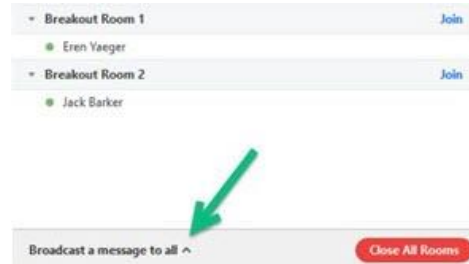 Breakout Room 1 Join
Eren Yaeger
Breakout Room 2 Join
Jack Barker
Broadcast a message to all Close All Rooms